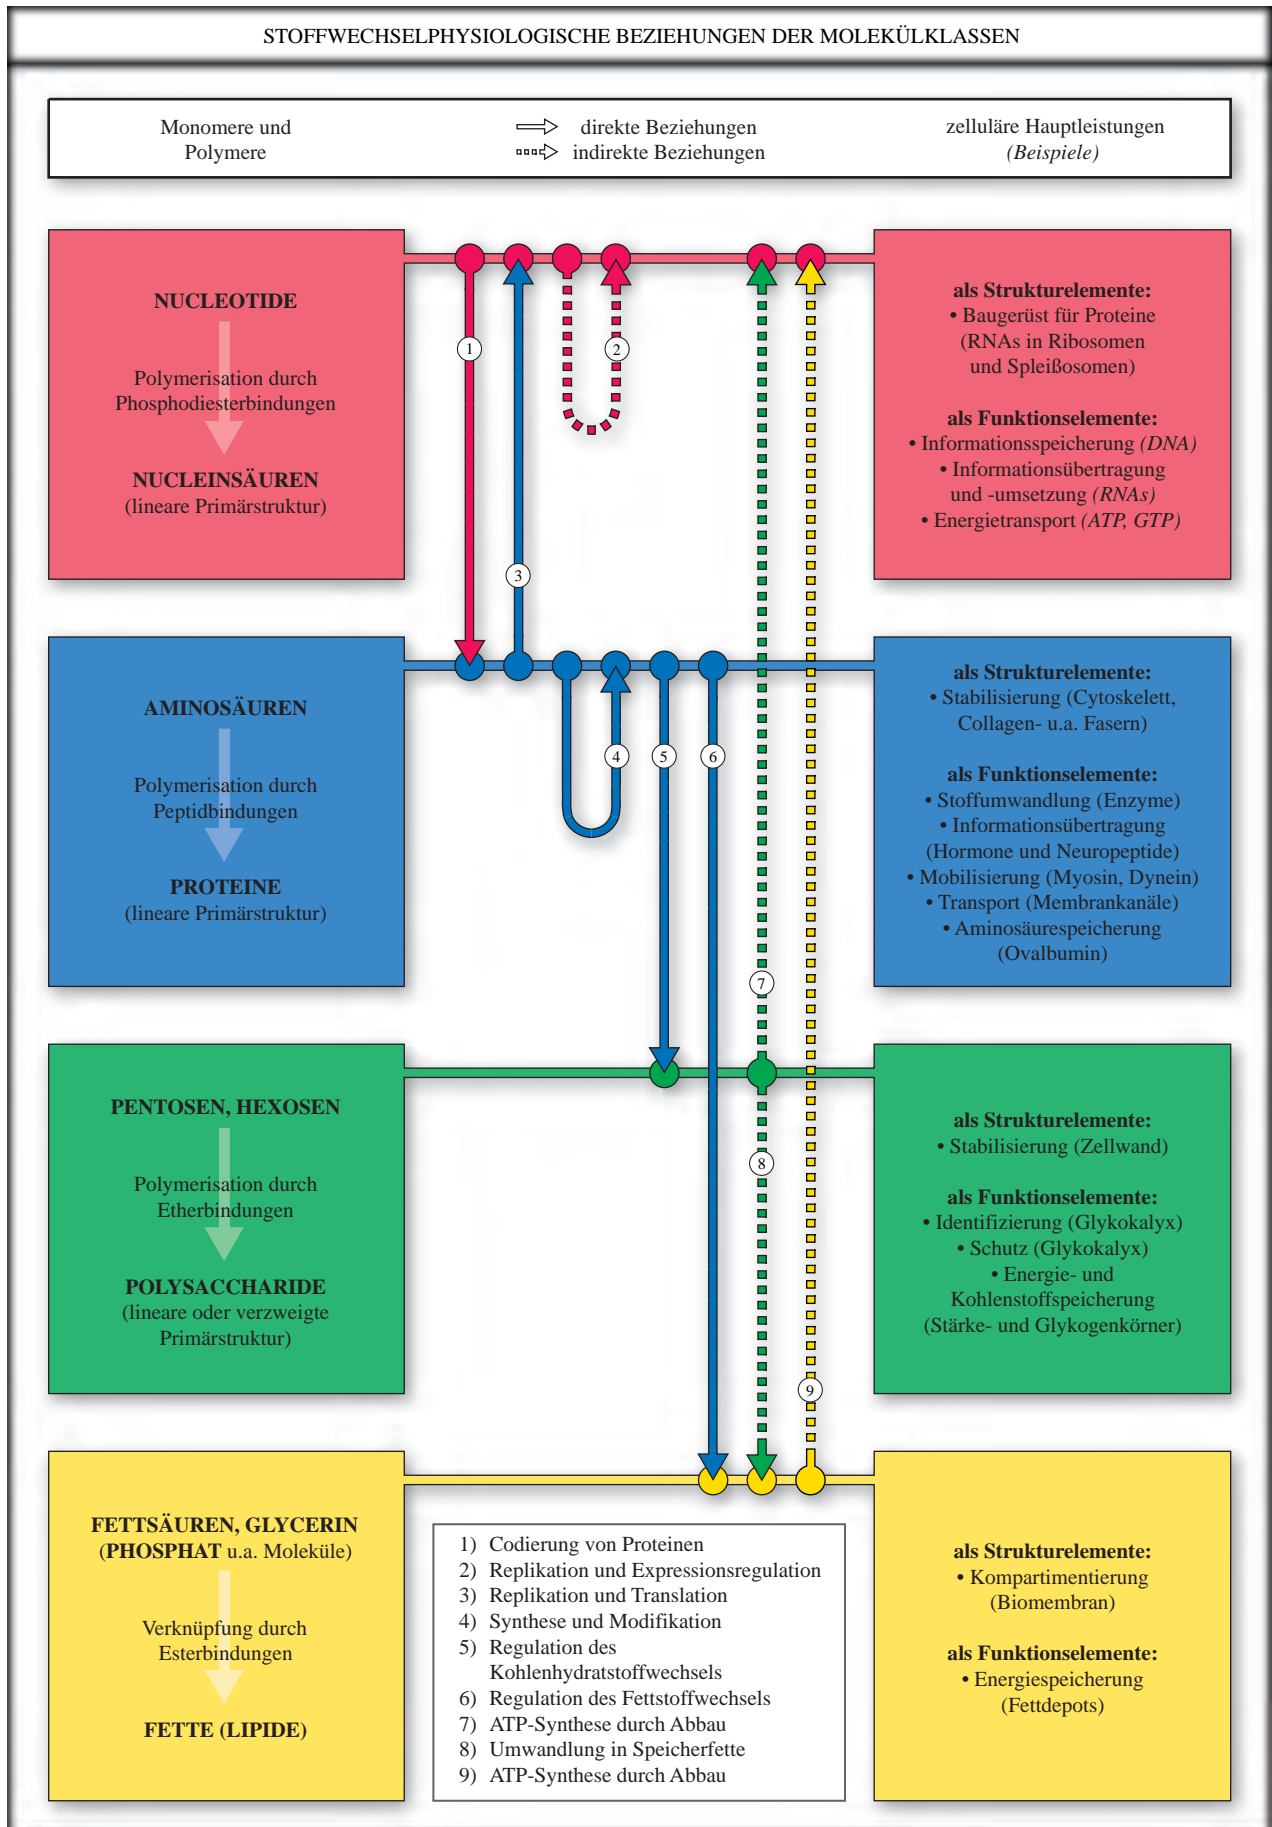 STOFFWECHSELPHYSIOLOGISCHE BEZIEHUNGEN DER MOLEKÜLKLASSEN
Monomere und
Polymere
direkte Beziehungen
indirekte Beziehungen
zelluläre Hauptleistungen
(Beispiele)
NUCLEOTIDE
Polymerisation durch
Phosphodiesterbindungen
NUCLEINSÄUREN
(lineare Primärstruktur)
1
2
3
als Strukturelemente:
• Baugerüst für Proteine
(RNAs in Ribosomen
und Spleißosomen)
als Funktionselemente:
• Informationsspeicherung (DNA)
• Informationsübertragung
und -umsetzung (RNAs)
• Energietransport (ATP, GTP)
AMINOSÄUREN
Polymerisation durch
Peptidbindungen
PROTEINE
(lineare Primärstruktur)
4
5
6
7
als Strukturelemente:
• Stabilisierung (Cytoskelett,
Collagen- u.a. Fasern)
als Funktionselemente:
• Stoffumwandlung (Enzyme)
• Informationsübertragung
(Hormone und Neuropeptide)
• Mobilisierung (Myosin, Dynein)
• Transport (Membrankanäle)
• Aminosäurespeicherung
(Ovalbumin)
PENTOSEN, HEXOSEN
Polymerisation durch
Etherbindungen
POLYSACCHARIDE
(lineare oder verzweigte
Primärstruktur)
8
9
als Strukturelemente:
• Stabilisierung (Zellwand)
als Funktionselemente:
• Identifizierung (Glykokalyx)
• Schutz (Glykokalyx)
• Energie- und
Kohlenstoffspeicherung
(Stärke- und Glykogenkörner)
FETTSÄUREN, GLYCERIN
(PHOSPHAT u.a. Moleküle)
Verknüpfung durch
Esterbindungen
FETTE (LIPIDE)
1) Codierung von Proteinen
2) Replikation und Expressionsregulation
3) Replikation und Translation
4) Synthese und Modifikation
5) Regulation des
Kohlenhydratstoffwechsels
6) Regulation des Fettstoffwechsels
7) ATP-Synthese durch Abbau
8) Umwandlung in Speicherfette
9) ATP-Synthese durch Abbau
als Strukturelemente:
• Kompartimentierung
(Biomembran)
als Funktionselemente:
• Energiespeicherung
(Fettdepots)